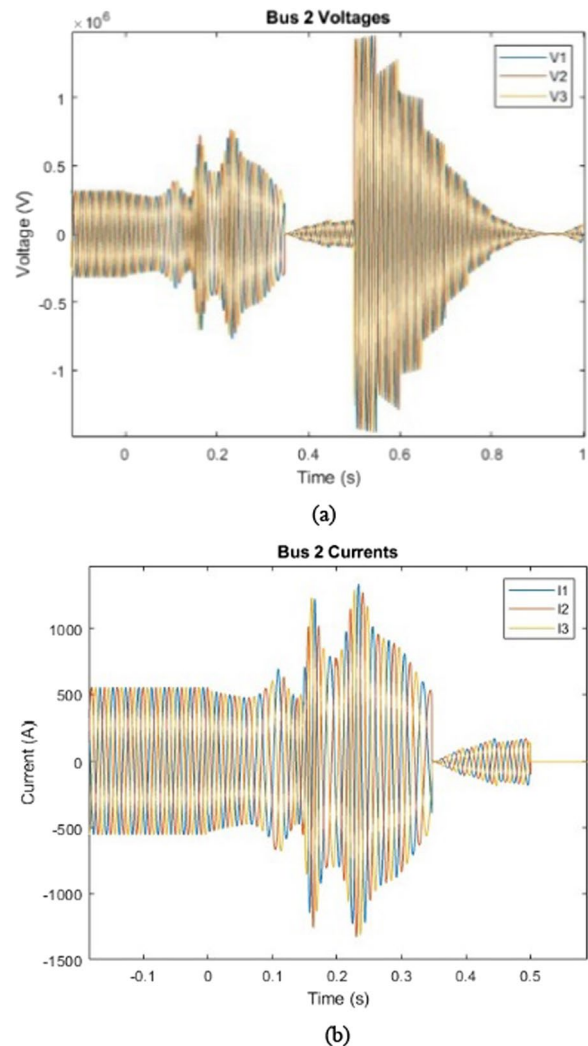 Bus 2 Voltages
× 10⁶
V1
V2
V3
1
0.5
0
-0.5
-1
Voltage (V)
0 0.2 0.4 0.6 0.8 1
Time (s)
(a)
Bus 2 Currents
I1
I2
I3
1000
500
0
-500
-1000
-1500
Current (A)
-0.1 0 0.1 0.2 0.3 0.4 0.5
Time (s)
(b)